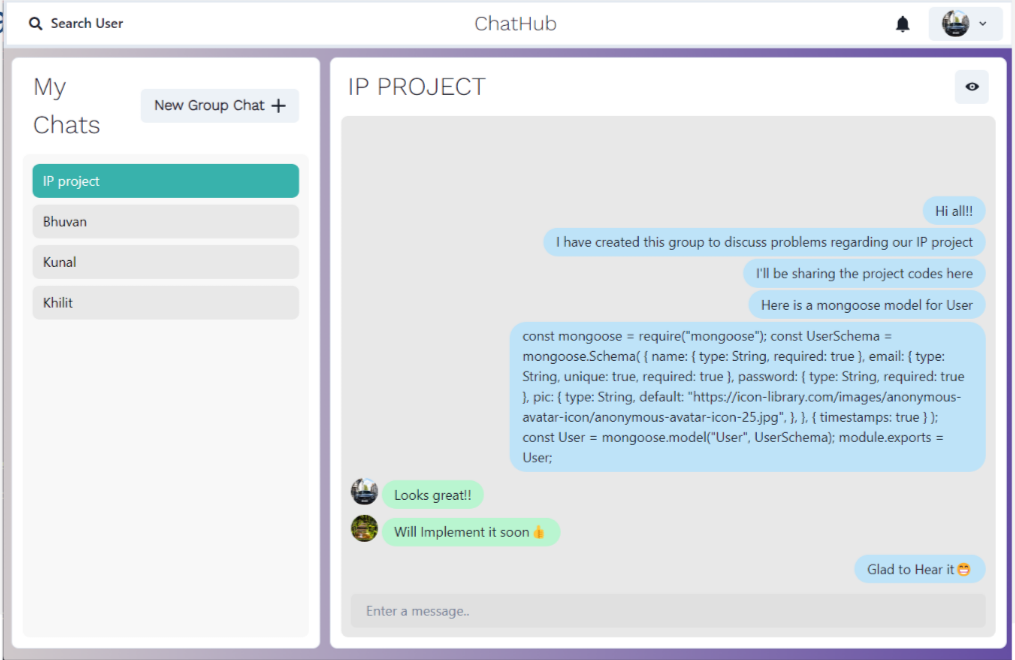 Search User
ChatHub
My
Chats
New Group Chat +
IP project
Bhuvan
Kunal
Khilit
IP PROJECT
Hi all!!
I have created this group to discuss problems regarding our IP project
I'll be sharing the project codes here
Here is a mongoose model for User
const mongoose = require("mongoose"); const UserSchema =
mongoose.Schema( { name: { type: String, required: true }, email: { type:
String, unique: true, required: true }, password: { type: String, required: true
}, pic: { type: String, default: "https://icon-library.com/images/anonymous-
avatar-icon/anonymous-avatar-icon-25.jpg", }, }, { timestamps: true } );
const User = mongoose.model("User", UserSchema); module.exports =
User;
Looks great!!
Will Implement it soon 👍
Glad to Hear it 😁
Enter a message..